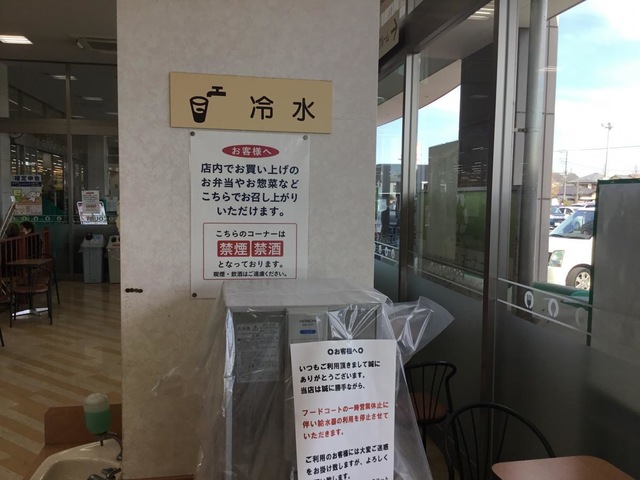 冷水
お客様へ
店内でお買い上げの
お弁当やお惣菜など
こちらでお召し上がり
いただけます。
こちらのコーナーは
禁煙 禁酒
となっております。
喫煙・飲酒はご遠慮ください。
✪お客様へ✪
いつもご利用頂きまして誠に
ありがとうございます。
当店は誠に勝手ながら、
フードコートの一時営業休止に
伴い給水器の利用を停止させて
いただきます。
ご利用のお客様には大変ご迷惑
をお掛け致しますが、よろしく